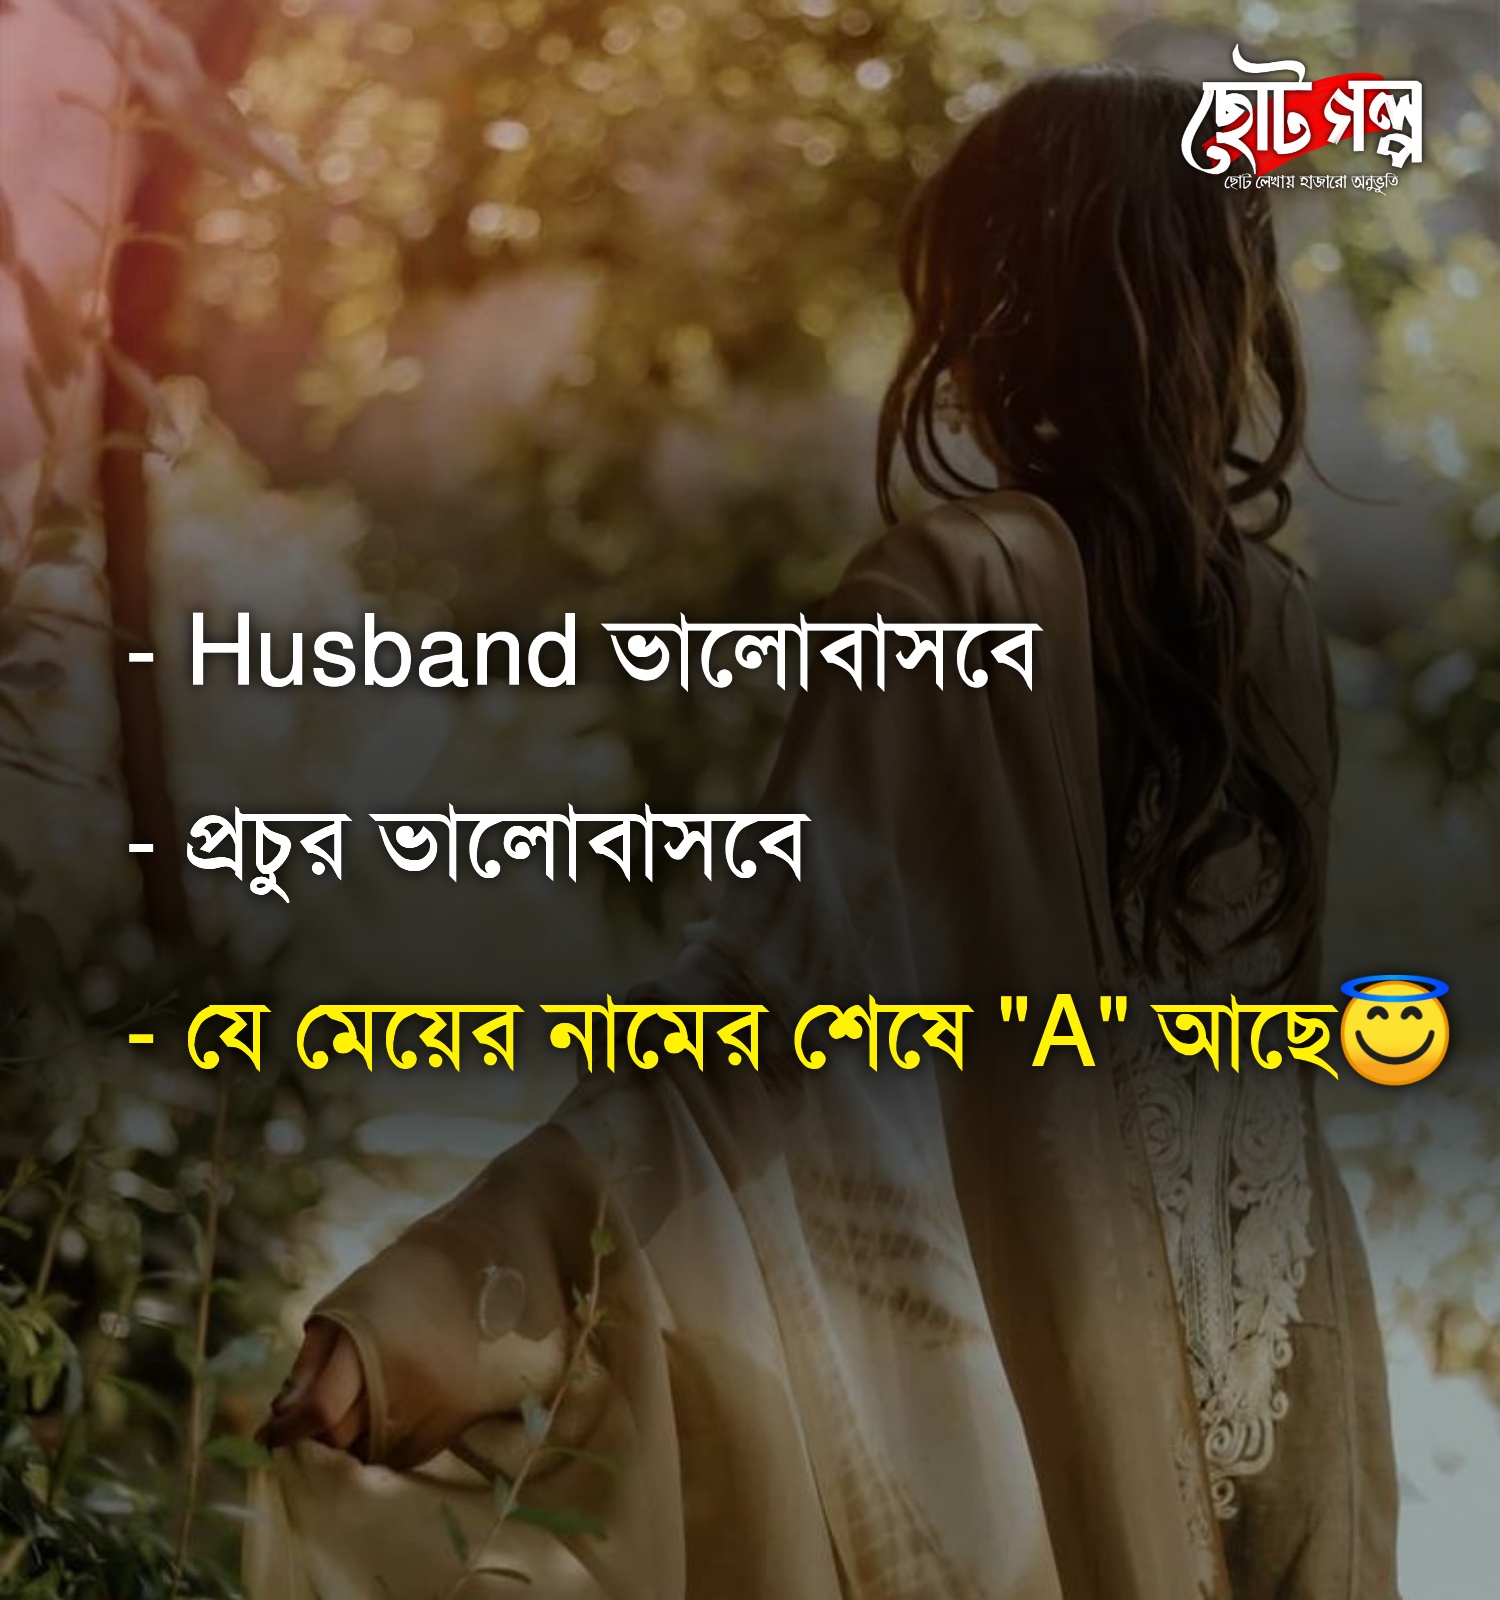 ছোট গল্প
ছোট লেখায় হাজারো অনুভূতি
- Husband ভালোবাসবে
- প্রচুর ভালোবাসবে
- যে মেয়ের নামের শেষে "A" আছে😇